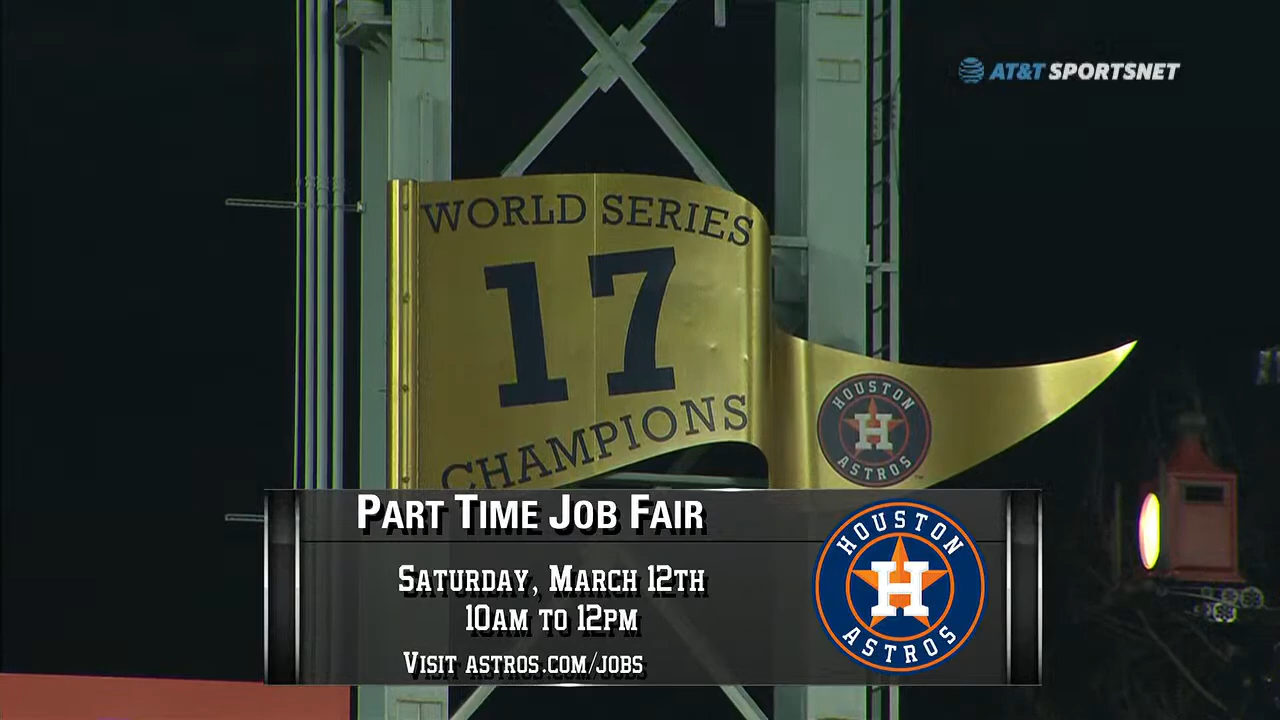 AT&T SPORTSNET
WORLD SERIES
17
CHAMPIONS
HOUSTON
H
ASTROS
PART TIME JOB FAIR
SATURDAY, MARCH 12TH
10AM TO 12PM
VISIT ASTROS.COM/JOBS
HOUSTON
H
ASTROS